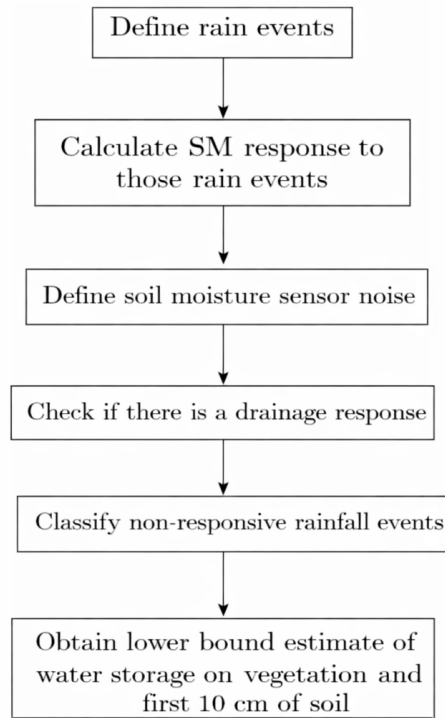 Define rain events
Calculate SM response to
those rain events
Define soil moisture sensor noise
Check if there is a drainage response
Classify non-responsive rainfall events
Obtain lower bound estimate of
water storage on vegetation and
first 10 cm of soil